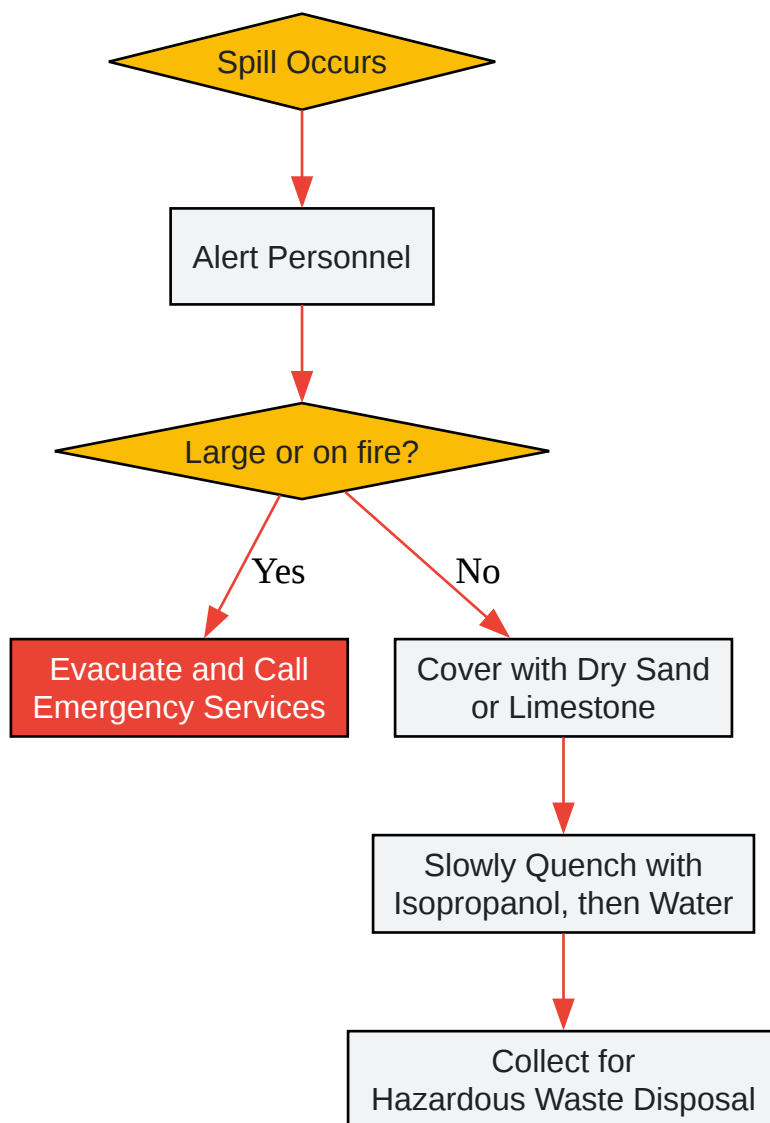 Spill Occurs
Alert Personnel
Large or on fire?
Yes
No
Evacuate and Call
Emergency Services
Cover with Dry Sand
or Limestone
Slowly Quench with
Isopropanol, then Water
Collect for
Hazardous Waste Disposal